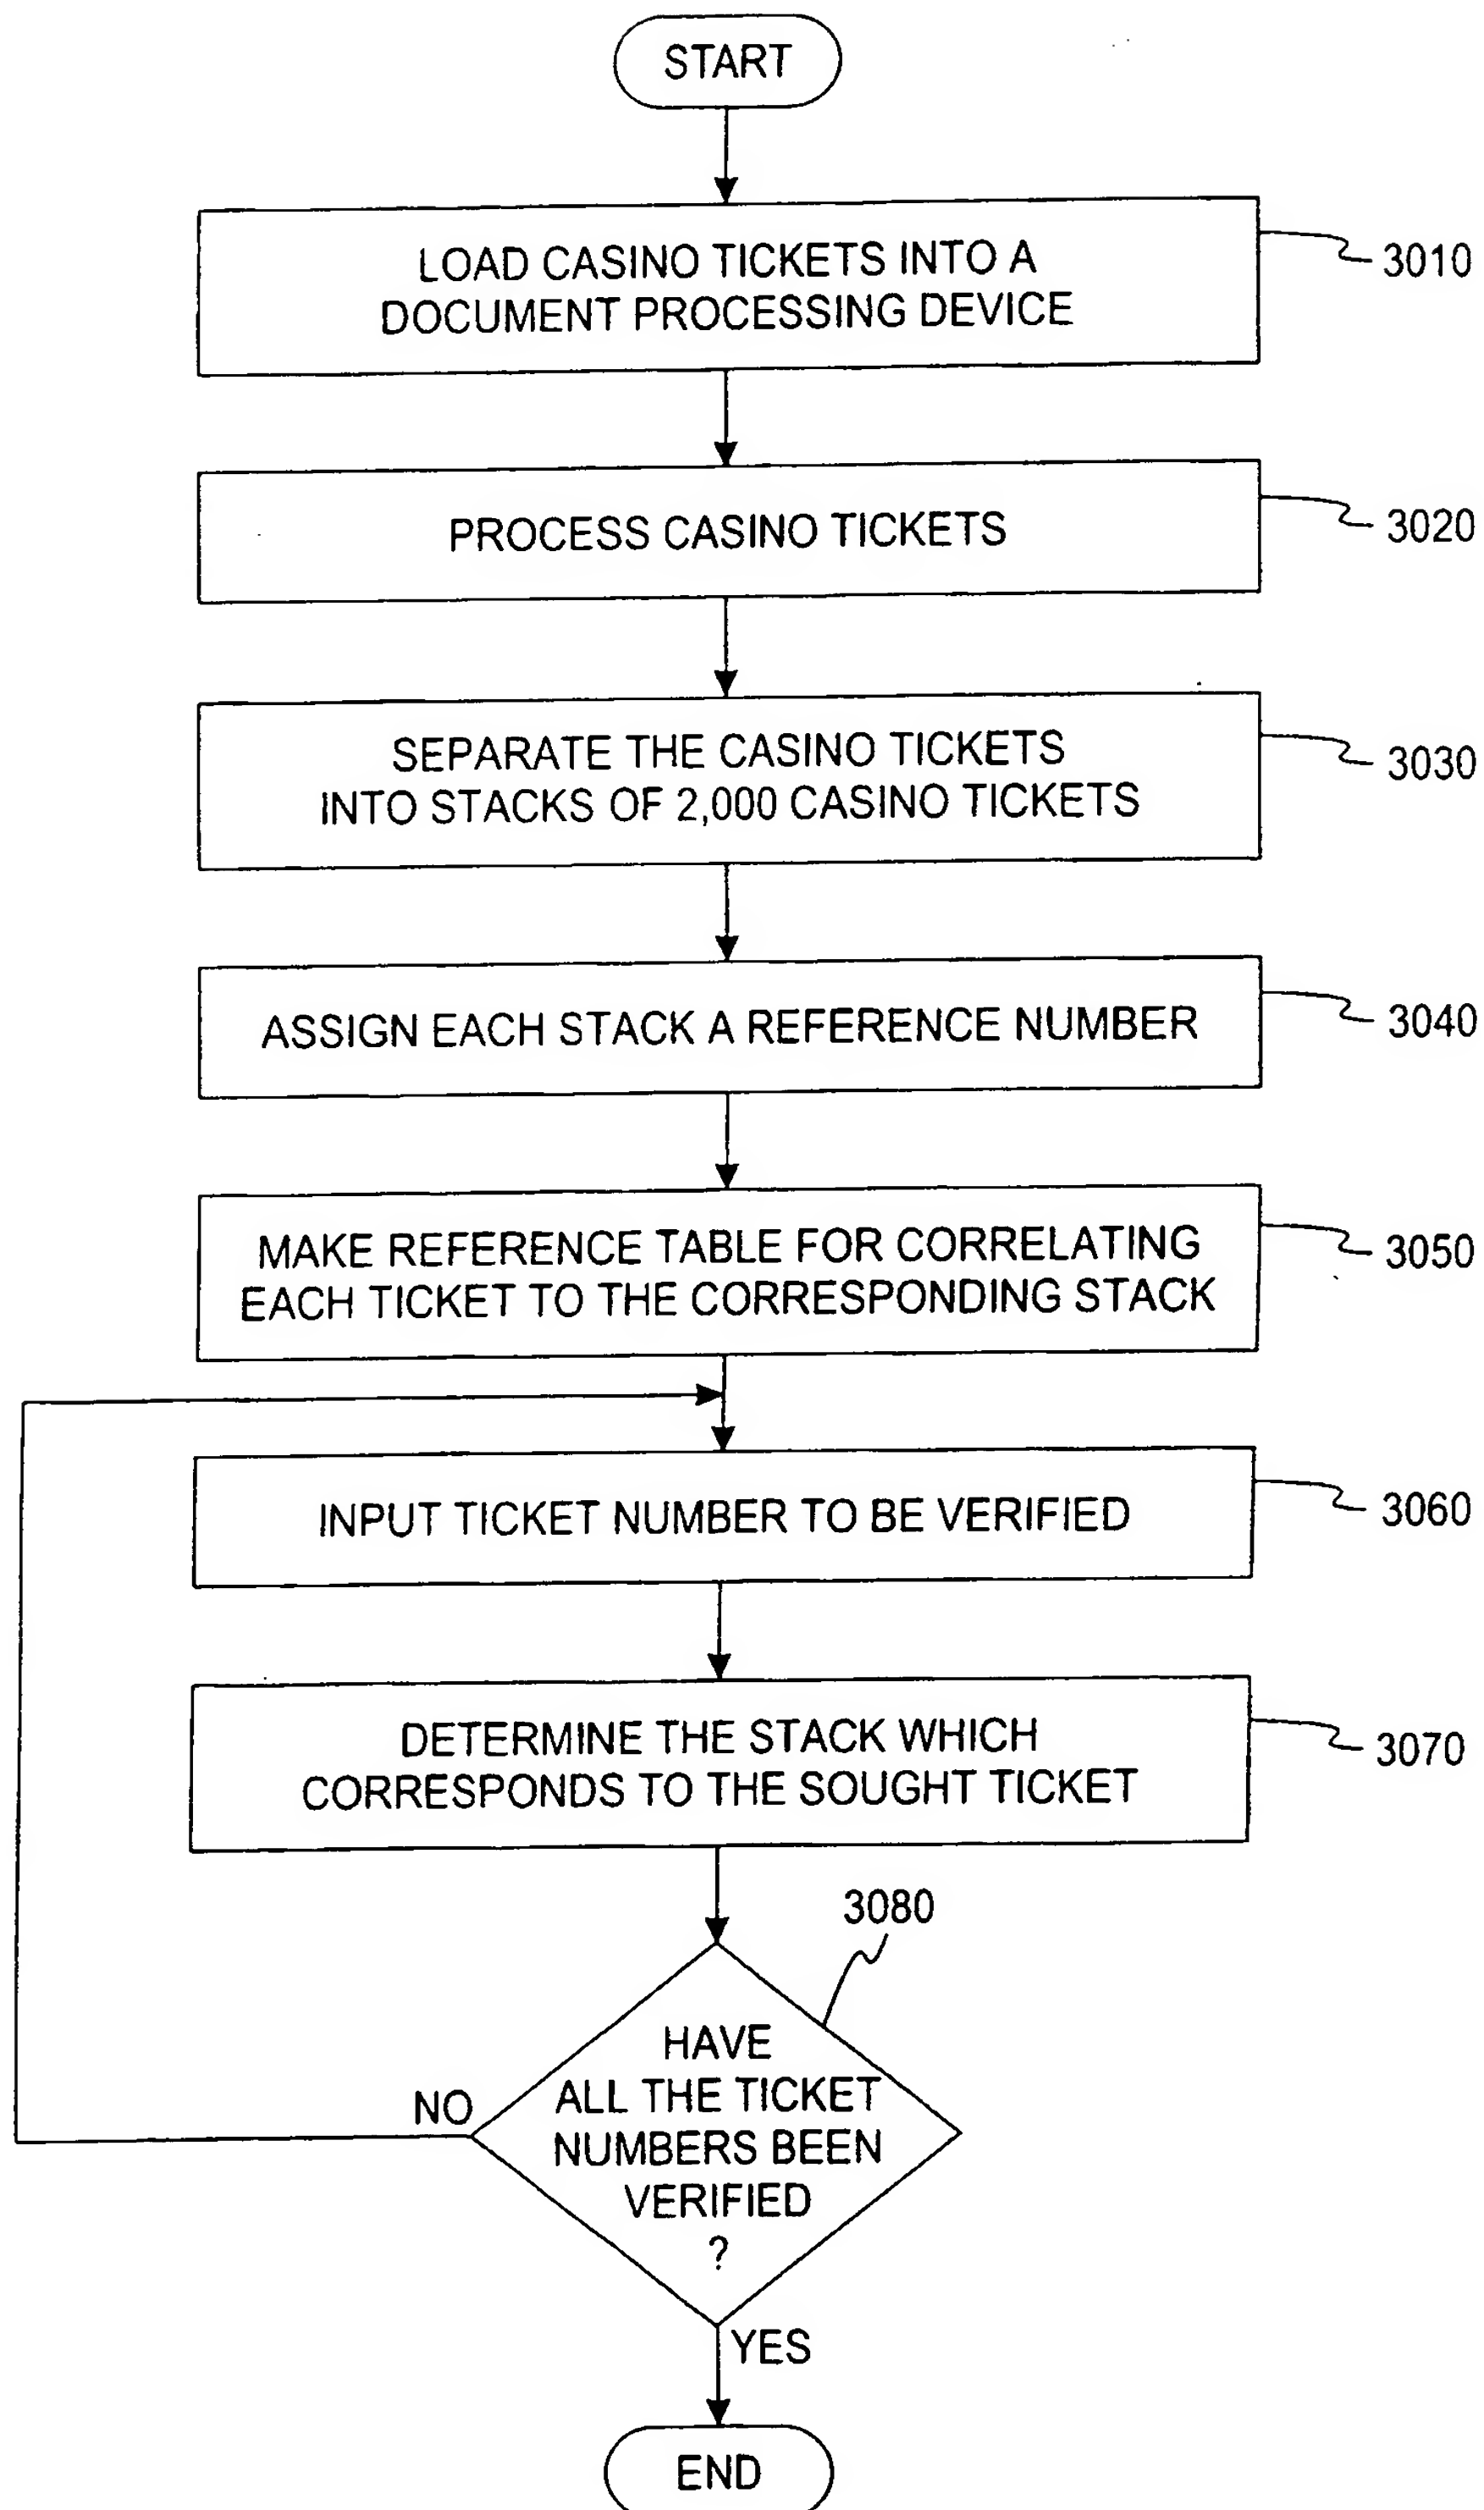 START
LOAD CASINO TICKETS INTO A
DOCUMENT PROCESSING DEVICE
3010
PROCESS CASINO TICKETS
3020
SEPARATE THE CASINO TICKETS
INTO STACKS OF 2,000 CASINO TICKETS
3030
ASSIGN EACH STACK A REFERENCE NUMBER
3040
MAKE REFERENCE TABLE FOR CORRELATING
EACH TICKET TO THE CORRESPONDING STACK
3050
INPUT TICKET NUMBER TO BE VERIFIED
3060
DETERMINE THE STACK WHICH
CORRESPONDS TO THE SOUGHT TICKET
3070
3080
HAVE
ALL THE TICKET
NUMBERS BEEN
VERIFIED
?
NO
YES
END